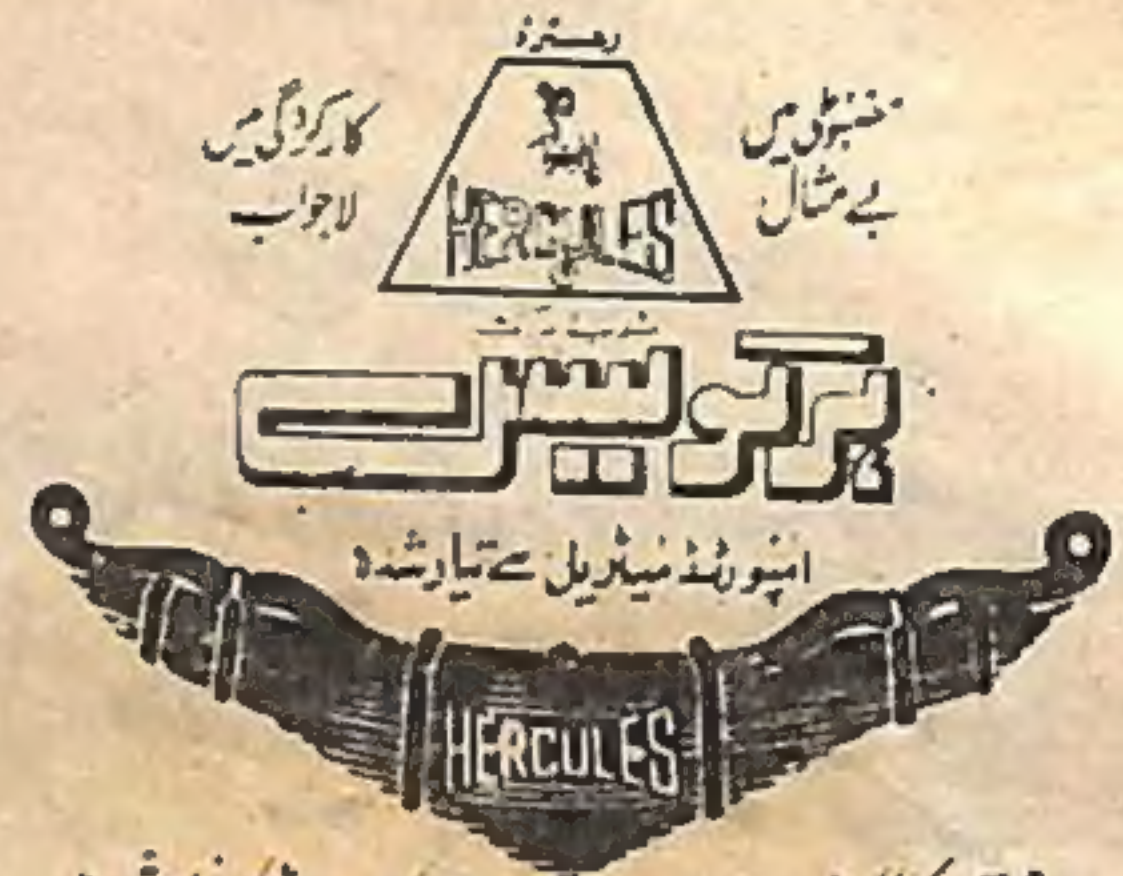 رجسٹرڈ
مضبوطی میں
بے مثال
HERCULES
کارکردگی میں
لاجواب
ہرکولیس
امپورٹڈ میٹریل سے تیار شدہ
HERCULES